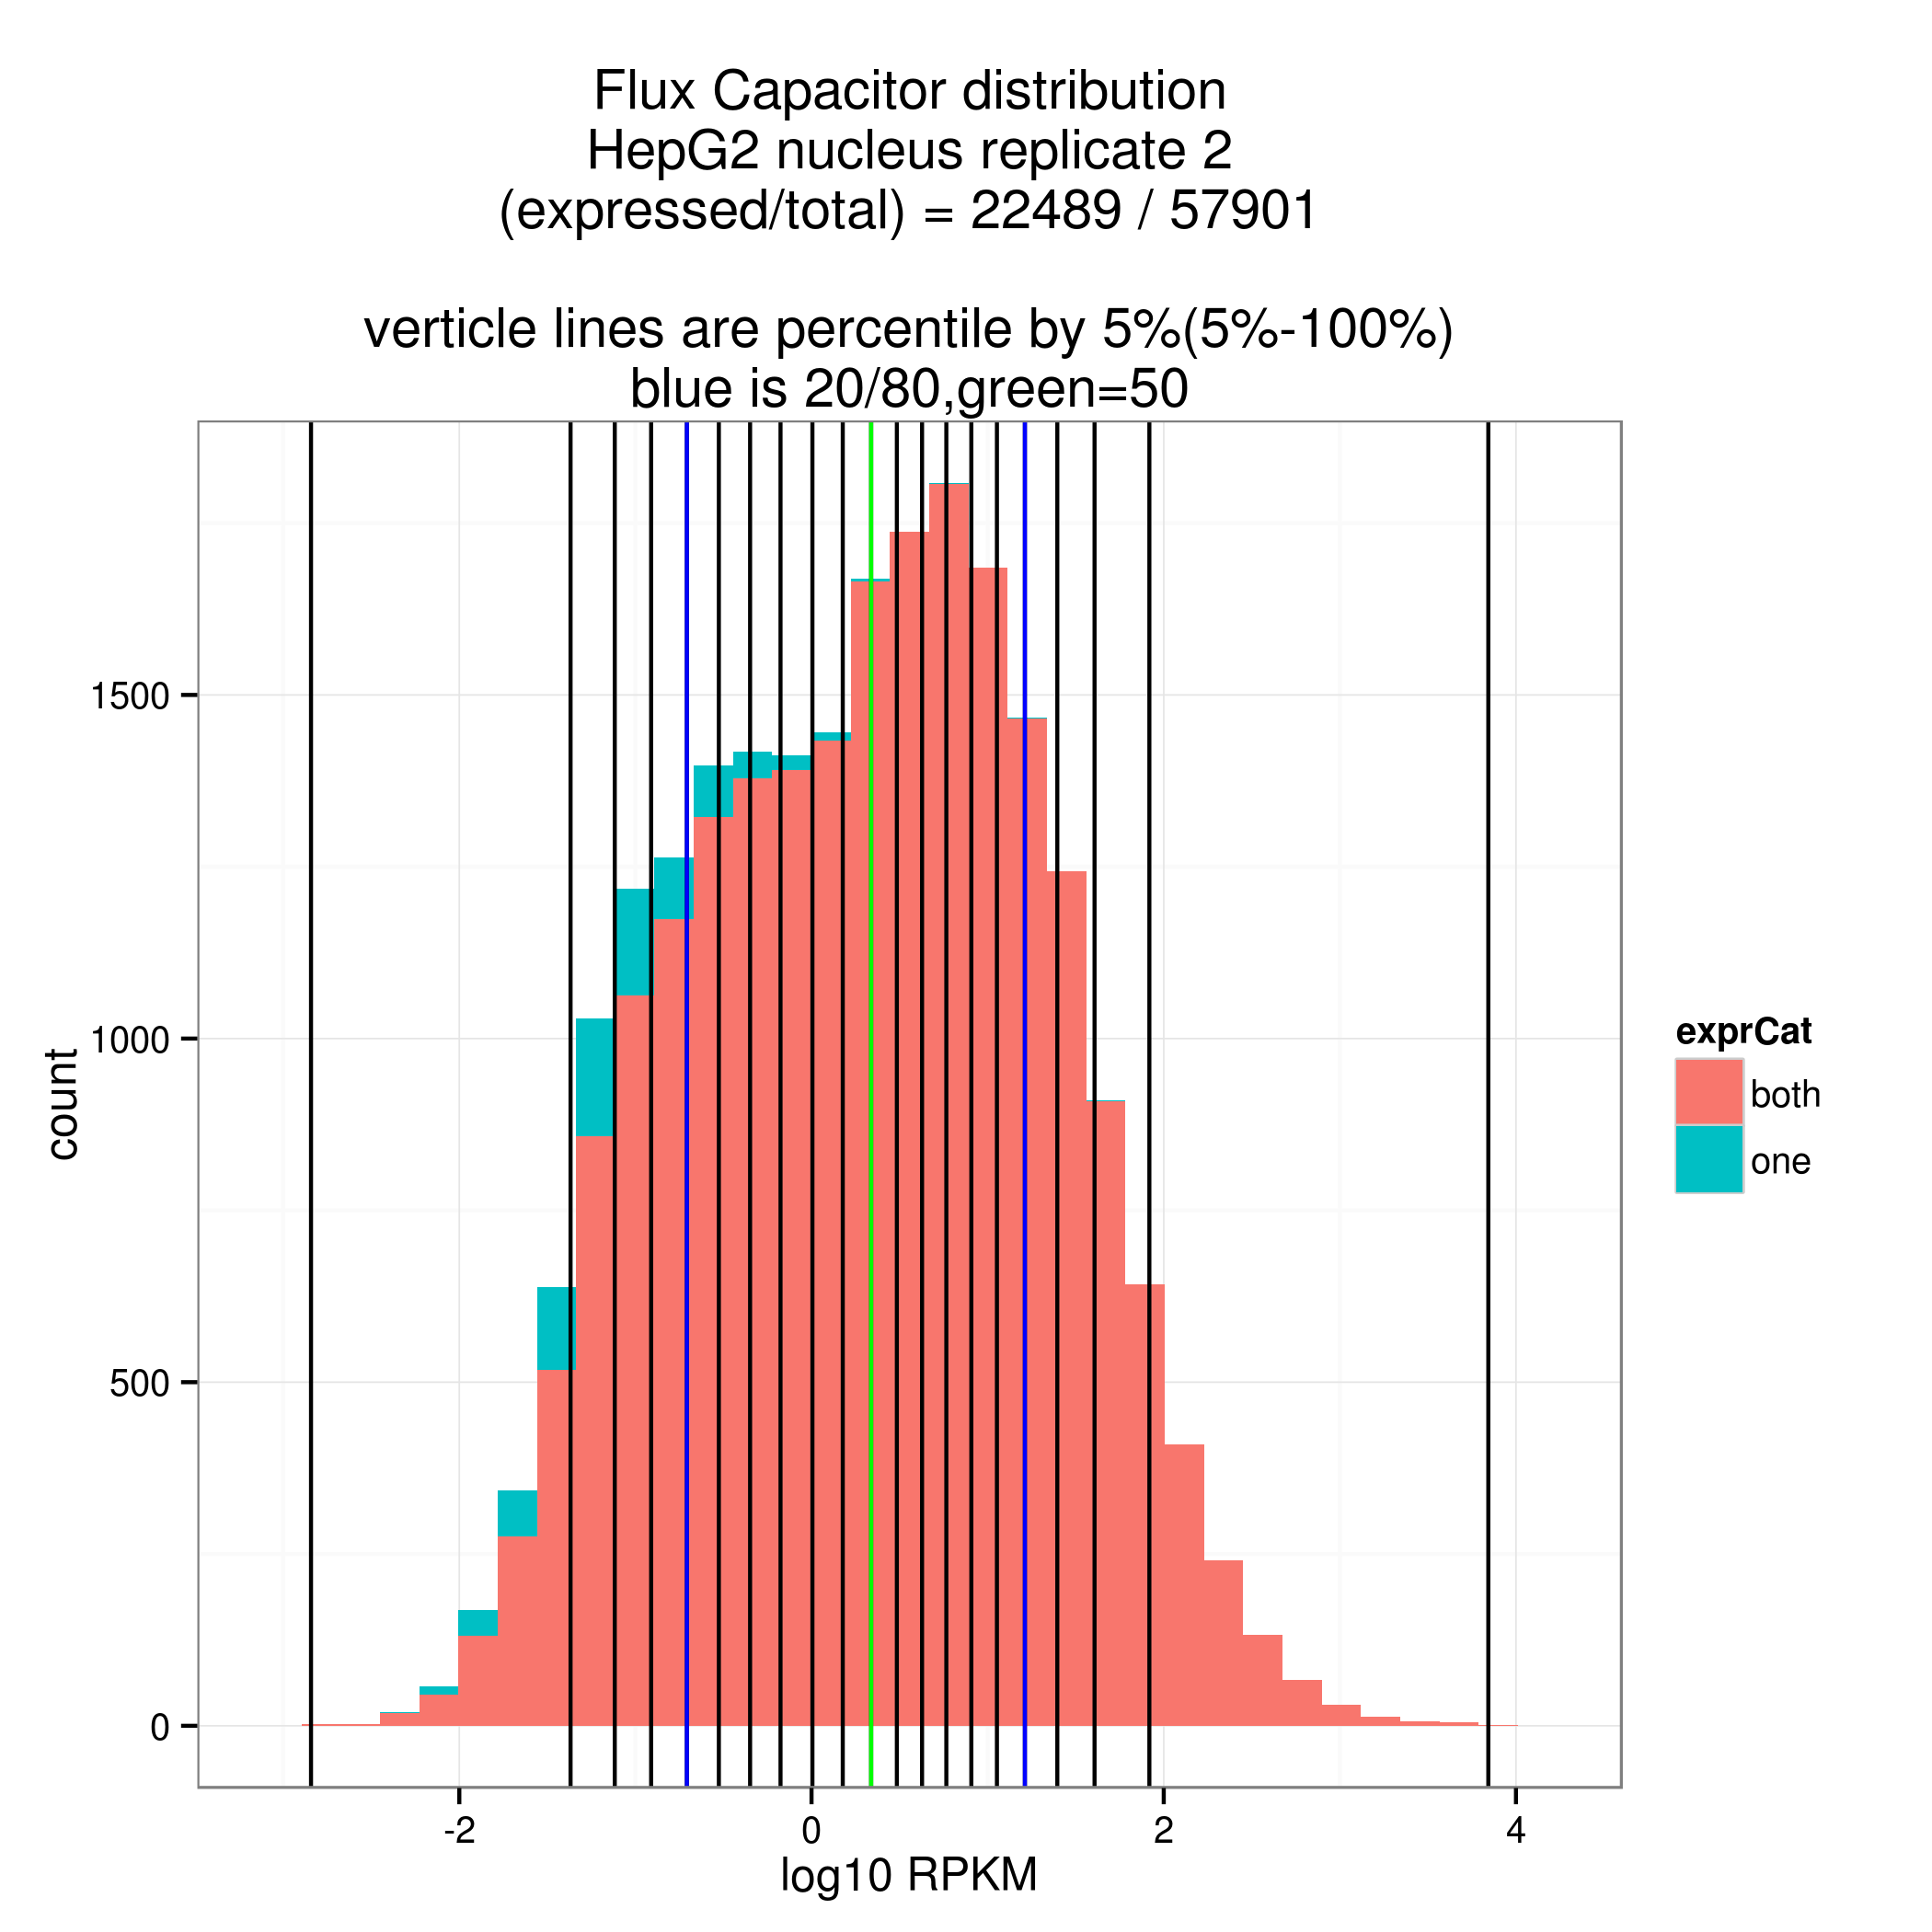 Flux Capacitor distribution
HepG2 nucleus replicate 2
(expressed/total) = 22489 / 57901
verticle lines are percentile by 5%(5%-100%)
blue is 20/80,green=50
1500
1000
500
0
count
-2
0
2
4
log10 RPKM
exprCat
both
one